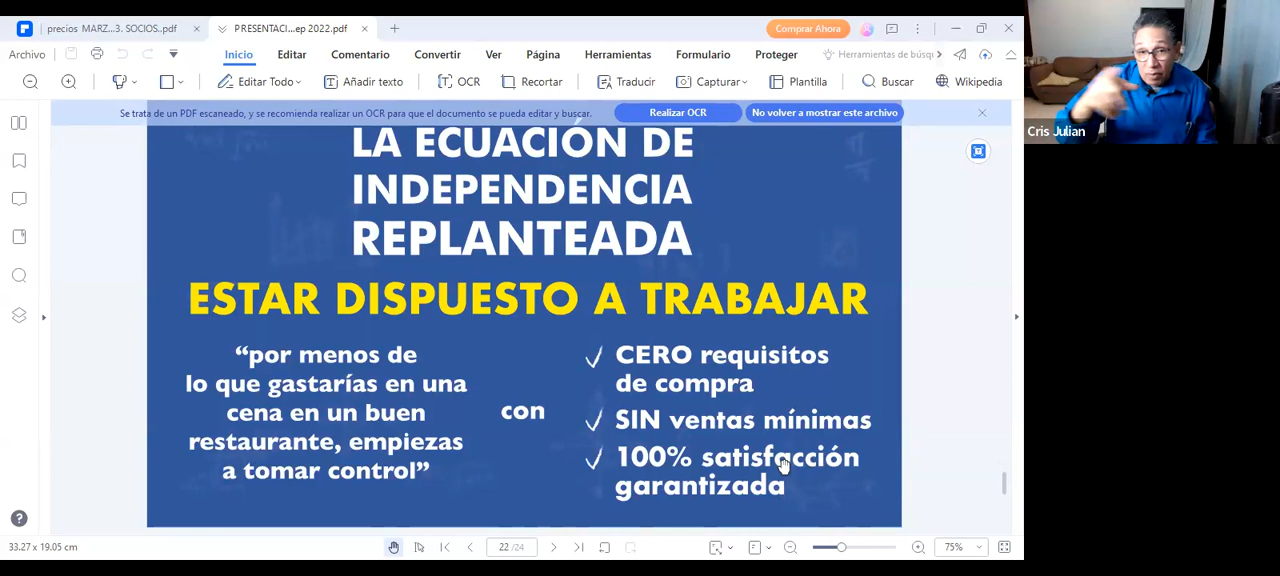 precios MARZ...3. SOCIOS..pdf
PRESENTACI...ep 2022.pdf
Comprar Ahora
Archivo
Inicio
Editar
Comentario
Convertir
Ver
Página
Herramientas
Formulario
Proteger
Herramientas de búsq
Editar Todo
Añadir texto
OCR
Recortar
Traducir
Capturar
Plantilla
Buscar
Wikipedia
Se trata de un PDF escaneado, y se recomienda realizar un OCR para que el documento se pueda editar y buscar.
Realizar OCR
No volver a mostrar este archivo
Cris Julian
LA ECUACIÓN DE
INDEPENDENCIA
REPLANTEADA
ESTAR DISPUESTO A TRABAJAR
“por menos de
lo que gastarías en una
cena en un buen
restaurante, empiezas
a tomar control”
con
CERO requisitos
de compra
SIN ventas mínimas
100% satisfacción
garantizada
33.27 x 19.05 cm
22 /24
75%